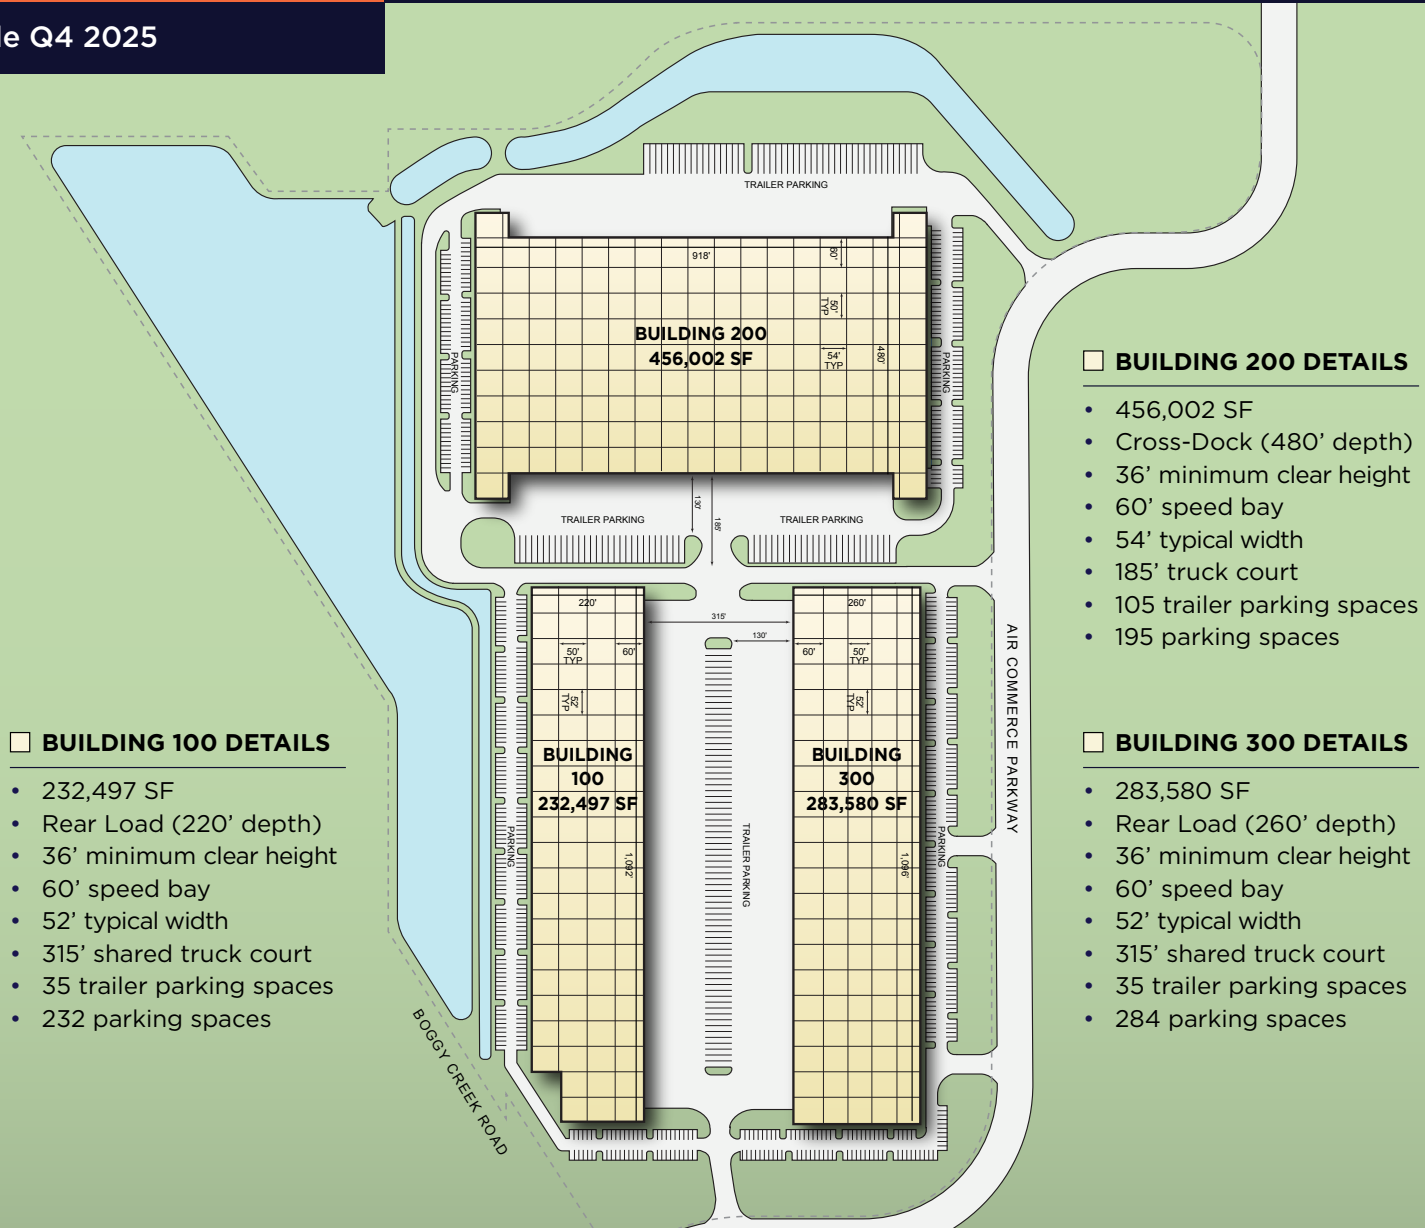 le Q4 2025
TRAILER PARKING
918'
60'
50'
TYP
BUILDING 200
456,002 SF
54'
TYP
480'
PARKING
PARKING
130'
185'
TRAILER PARKING
TRAILER PARKING
220'
315'
260'
130'
50'
TYP
60'
60'
50'
TYP
52'
TYP
52'
TYP
BUILDING
100
232,497 SF
BUILDING
300
283,580 SF
1,092'
1,096'
PARKING
TRAILER PARKING
PARKING
AIR COMMERCE PARKWAY
BOGGY CREEK ROAD
BUILDING 200 DETAILS
• 456,002 SF
• Cross-Dock (480’ depth)
• 36’ minimum clear height
• 60’ speed bay
• 54’ typical width
• 185’ truck court
• 105 trailer parking spaces
• 195 parking spaces
BUILDING 100 DETAILS
• 232,497 SF
• Rear Load (220’ depth)
• 36’ minimum clear height
• 60’ speed bay
• 52’ typical width
• 315’ shared truck court
• 35 trailer parking spaces
• 232 parking spaces
BUILDING 300 DETAILS
• 283,580 SF
• Rear Load (260’ depth)
• 36’ minimum clear height
• 60’ speed bay
• 52’ typical width
• 315’ shared truck court
• 35 trailer parking spaces
• 284 parking spaces